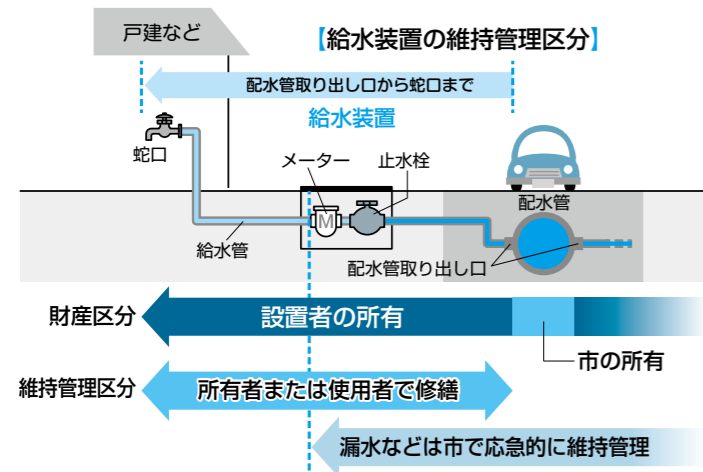 戸建など
【給水装置の維持管理区分】
配水管取り出し口から蛇口まで
給水装置
蛇口
メーター
止水栓
M
配水管
給水管
配水管取り出し口
財産区分
設置者の所有
市の所有
維持管理区分
所有者または使用者で修繕
漏水などは市で応急的に維持管理